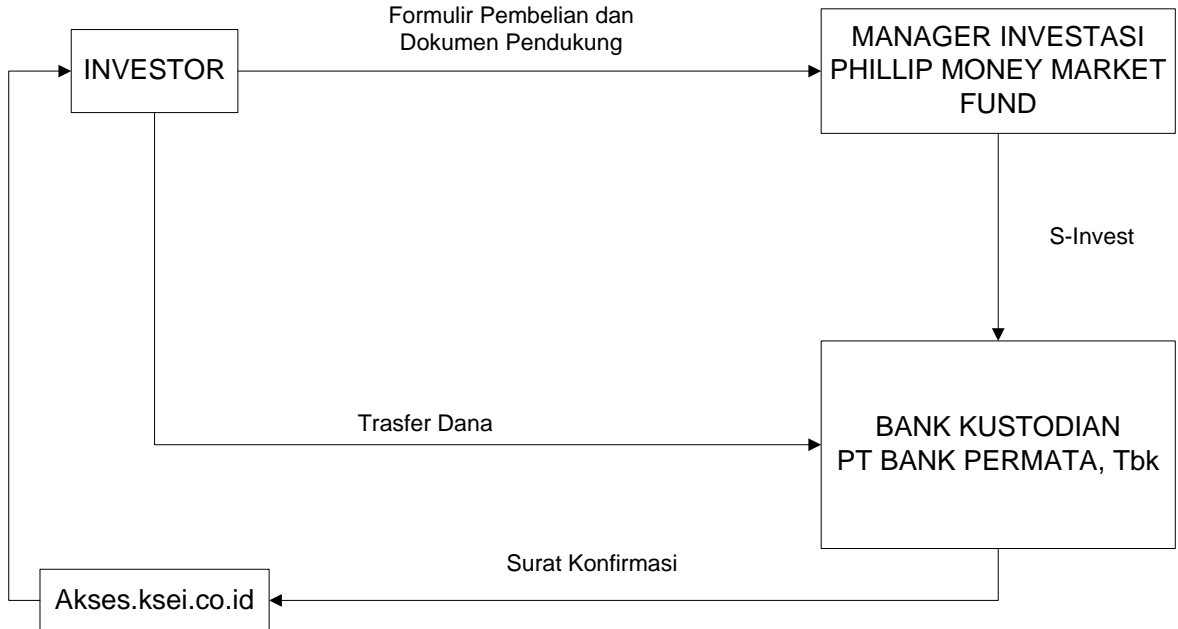 Formulir Pembelian dan
Dokumen Pendukung
INVESTOR
MANAGER INVESTASI
PHILLIP MONEY MARKET
FUND
S-Invest
Trasfer Dana
BANK KUSTODIAN
PT BANK PERMATA, Tbk
Surat Konfirmasi
Akses.ksei.co.id